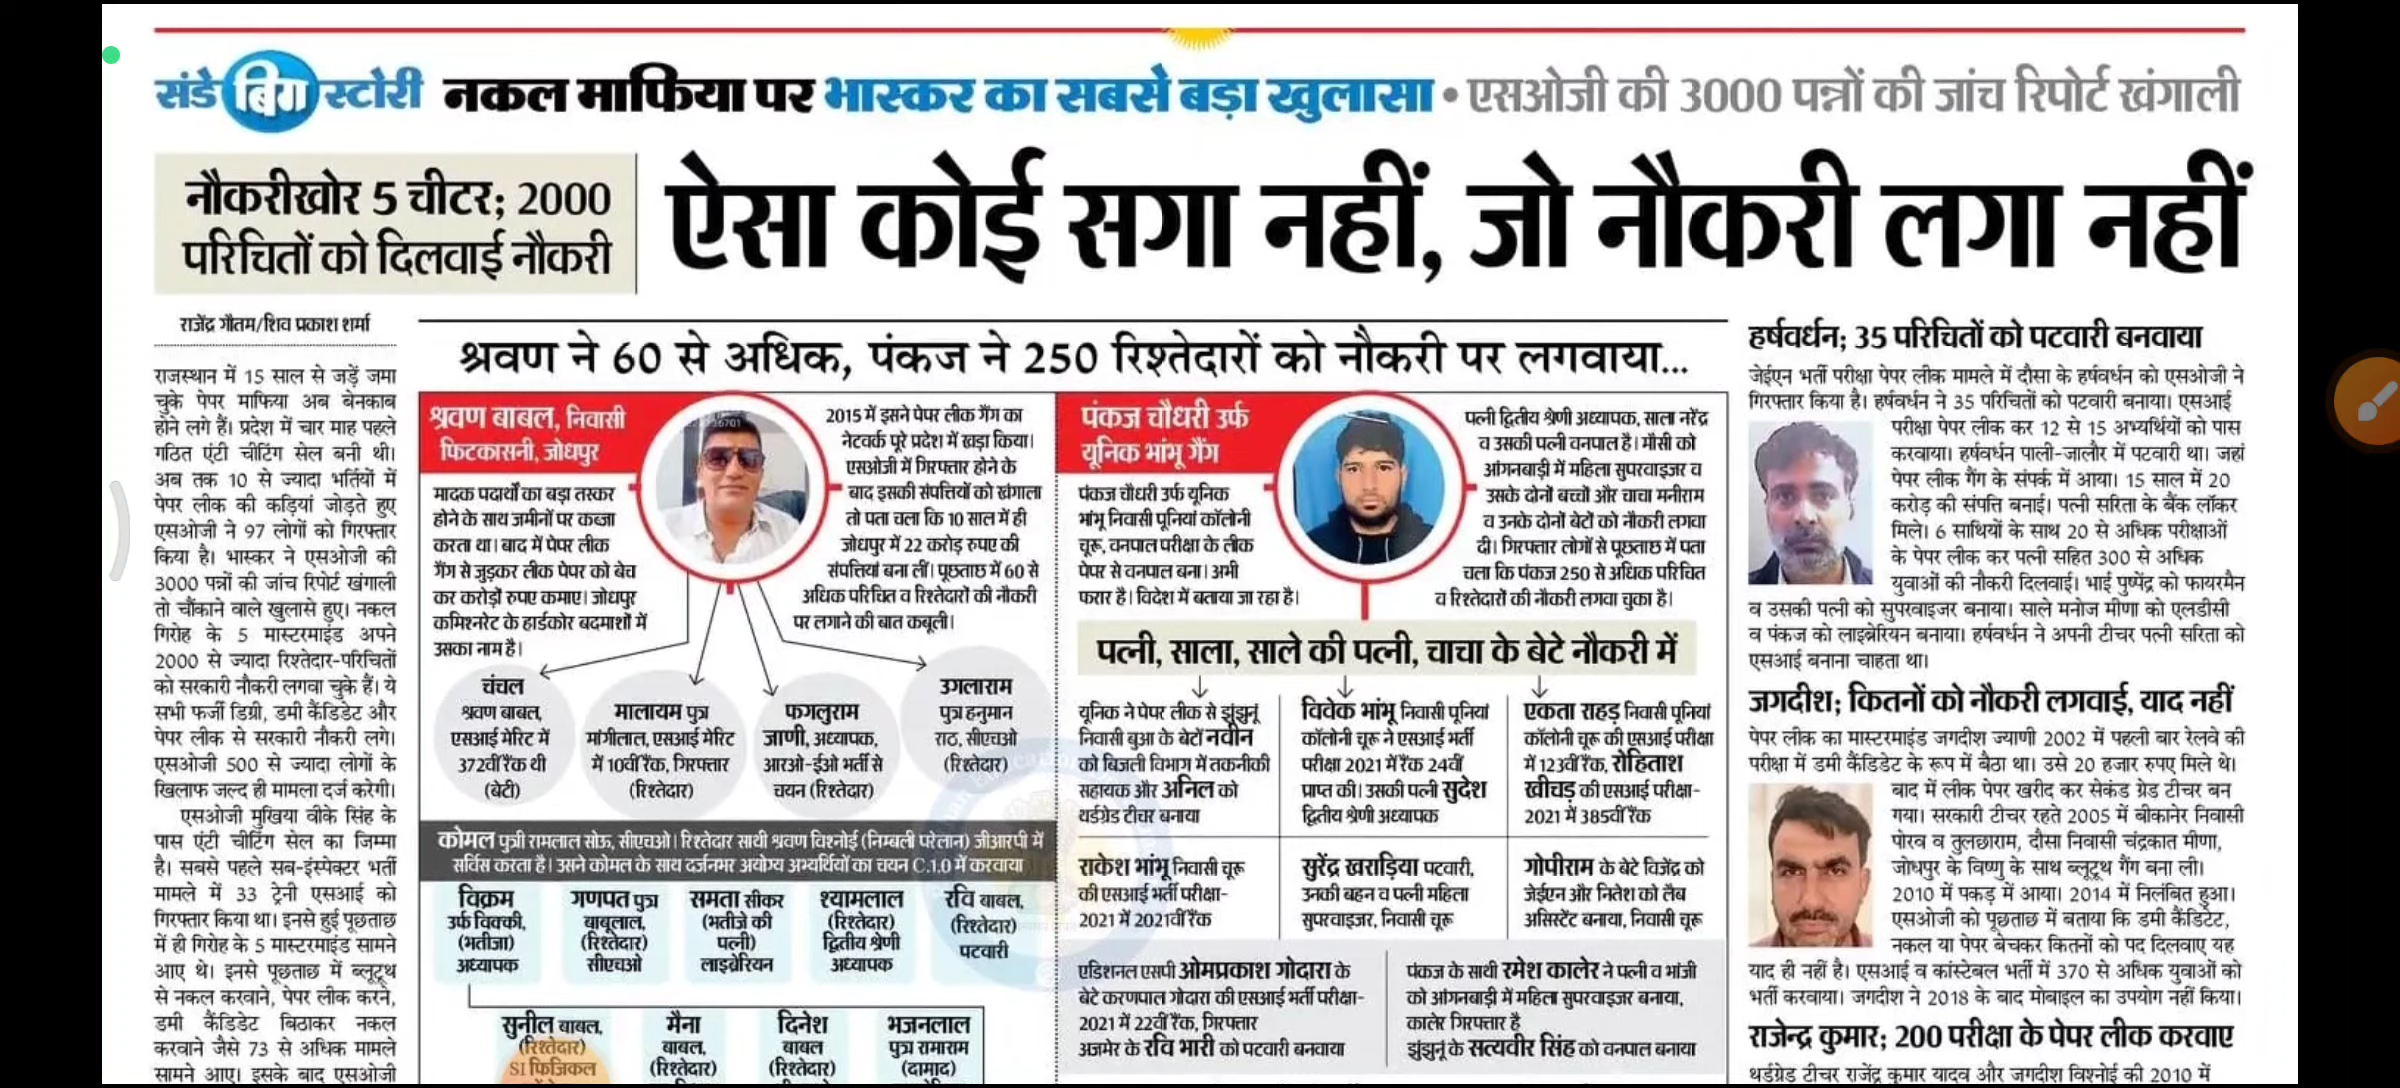 संडे बिग स्टोरी नकल माफिया पर भास्कर का सबसे बड़ा खुलासा • एसओजी की 3000 पन्नों की जांच रिपोर्ट खंगाली
नौकरीखोर 5 चीटर; 2000
परिचितों को दिलवाई नौकरी
ऐसा कोई सगा नहीं, जो नौकरी लगा नहीं
राजेंद्र गौतम/शिव प्रकाश शर्मा
राजस्थान में 15 साल से जड़ें जमा
चुके पेपर माफिया अब बेनकाब
होने लगे हैं। प्रदेश में चार माह पहले
गठित एंटी चीटिंग सेल बनी थी।
अब तक 10 से ज्यादा भर्तियों में
पेपर लीक की कड़ियां जोड़ते हुए
एसओजी ने 97 लोगों को गिरफ्तार
किया है। भास्कर ने एसओजी की
3000 पन्नों की जांच रिपोर्ट खंगाली
तो चौंकाने वाले खुलासे हुए। नकल
गिरोह के 5 मास्टरमाइंड अपने
2000 से ज्यादा रिश्तेदार-परिचितों
को सरकारी नौकरी लगवा चुके हैं। ये
सभी फर्जी डिग्री, डमी कैंडिडेट और
पेपर लीक से सरकारी नौकरी लगे।
एसओजी 500 से ज्यादा लोगों के
खिलाफ जल्द ही मामला दर्ज करेगी।
एसओजी मुखिया वीके सिंह के
पास एंटी चीटिंग सेल का जिम्मा
है। सबसे पहले सब-इंस्पेक्टर भर्ती
मामले में 33 ट्रेनी एसआई को
गिरफ्तार किया था। इनसे हुई पूछताछ
में ही गिरोह के 5 मास्टरमाइंड सामने
आए थे। इनसे पूछताछ में ब्लूटूथ
से नकल करवाने, पेपर लीक करने,
डमी कैंडिडेट बिठाकर नकल
करवाने जैसे 73 से अधिक मामले
सामने आए। इसके बाद एसओजी
श्रवण ने 60 से अधिक, पंकज ने 250 रिश्तेदारों को नौकरी पर लगवाया...
श्रवण बाबल, निवासी
फिटकासनी, जोधपुर
मादक पदार्थों का बड़ा तस्कर
होने के साथ जमीनों पर कब्जा
करता था। बाद में पेपर लीक
गैंग से जुड़कर लीक पेपर को बेच
कर करोड़ों रुपए कमाए। जोधपुर
कमिश्नरेट के हार्डकोर बदमाशों में
उसका नाम है।
2015 में इसने पेपर लीक गैंग का
नेटवर्क पूरे प्रदेश में खड़ा किया।
एसओजी में गिरफ्तार होने के
बाद इसकी संपत्तियों को खंगाला
तो पता चला कि 10 साल में ही
जोधपुर में 22 करोड़ रुपए की
संपत्तियां बना लीं। पूछताछ में 60 से
अधिक परिचित व रिश्तेदारों की नौकरी
पर लगाने की बात कबूली।
चंचल
श्रवण बाबल,
एसआई मेरिट में
372वीं रैंक थी
(बेटी)
मालायम पुत्र
मांगीलाल, एसआई मेरिट
में 10वीं रैंक, गिरफ्तार
(रिश्तेदार)
फगलुराम
जाणी, अध्यापक,
आरओ-ईओ भर्ती से
चयन (रिश्तेदार)
उगलाराम
पुत्र हनुमान
राठ, सीएचओ
(रिश्तेदार)
कोमल पुत्री रामलाल सोऊ, सीएचओ। रिश्तेदार साथी श्रवण विश्नोई (निम्बली परेलान) जीआरपी में
सर्विस करता है। उसने कोमल के साथ दर्जनभर अयोग्य अभ्यर्थियों का चयन C.1.0 में करवाया
विक्रम
उर्फ विक्की,
(भतीजा)
अध्यापक
गणपत पुत्र
बाबूलाल,
(रिश्तेदार)
सीएचओ
समता सीकर
(भतीजे की
पत्नी)
लाइब्रेरियन
श्यामलाल
(रिश्तेदार)
द्वितीय श्रेणी
अध्यापक
रवि बाबल,
(रिश्तेदार)
पटवारी
सुनील बाबल,
(रिश्तेदार)
SI फिजिकल
मैना
बाबल,
(रिश्तेदार)
दिनेश
बाबल
(रिश्तेदार)
भजनलाल
पुत्र रामाराम
(दामाद)
पंकज चौधरी उर्फ
यूनिक भांभू गैंग
पंकज चौधरी उर्फ यूनिक
भांभू निवासी पूनियां कॉलोनी
चूरू, वनपाल परीक्षा के लीक
पेपर से वनपाल बना। अभी
फरार है। विदेश में बताया जा रहा है।
पत्नी द्वितीय श्रेणी अध्यापक, साला नरेंद्र
व उसकी पत्नी वनपाल है। मौसी को
आंगनबाड़ी में महिला सुपरवाइजर व
उसके दोनों बच्चों और चाचा मनीराम
व उनके दोनों बेटों को नौकरी लगवा
दी। गिरफ्तार लोगों से पूछताछ में पता
चला कि पंकज 250 से अधिक परिचित
व रिश्तेदारों की नौकरी लगवा चुका है।
पत्नी, साला, साले की पत्नी, चाचा के बेटे नौकरी में
यूनिक ने पेपर लीक से झुंझुनूं
निवासी बुआ के बेटों नवीन
को बिजली विभाग में तकनीकी
सहायक और अनिल को
थर्डग्रेड टीचर बनाया
विवेक भांभू निवासी पूनियां
कॉलोनी चूरू ने एसआई भर्ती
परीक्षा 2021 में रैंक 24वीं
प्राप्त की। उसकी पत्नी सुदेश
द्वितीय श्रेणी अध्यापक
एकता राहड़ निवासी पूनियां
कॉलोनी चूरू की एसआई परीक्षा
में 123वीं रैंक, रोहिताश
खीचड़ की एसआई परीक्षा-
2021 में 385वीं रैंक
राकेश भांभू निवासी चूरू
की एसआई भर्ती परीक्षा-
2021 में 2021वीं रैंक
सुरेंद्र खराड़िया पटवारी,
उनकी बहन व पत्नी महिला
सुपरवाइजर, निवासी चूरू
गोपीराम के बेटे विजेंद्र को
जेईएन और नितेश को लैब
असिस्टेंट बनाया, निवासी चूरू
एडिशनल एसपी ओमप्रकाश गोदारा के
बेटे करणपाल गोदारा की एसआई भर्ती परीक्षा-
2021 में 22वीं रैंक, गिरफ्तार
अजमेर के रवि भारी को पटवारी बनवाया
पंकज के साथी रमेश कालेर ने पत्नी व भांजी
को आंगनबाड़ी में महिला सुपरवाइजर बनाया,
कालेर गिरफ्तार है
झुंझुनूं के सत्यवीर सिंह को वनपाल बनाया
हर्षवर्धन; 35 परिचितों को पटवारी बनवाया
जेईएन भर्ती परीक्षा पेपर लीक मामले में दौसा के हर्षवर्धन को एसओजी ने
गिरफ्तार किया है। हर्षवर्धन ने 35 परिचितों को पटवारी बनाया। एसआई
परीक्षा पेपर लीक कर 12 से 15 अभ्यर्थियों को पास
करवाया। हर्षवर्धन पाली-जालौर में पटवारी था। जहां
पेपर लीक गैंग के संपर्क में आया। 15 साल में 20
करोड़ की संपति बनाई। पत्नी सरिता के बैंक लॉकर
मिले। 6 साथियों के साथ 20 से अधिक परीक्षाओं
के पेपर लीक कर पत्नी सहित 300 से अधिक
युवाओं की नौकरी दिलवाई। भाई पुष्पेंद्र को फायरमैन
व उसकी पत्नी को सुपरवाइजर बनाया। साले मनोज मीणा को एलडीसी
व पंकज को लाइब्रेरियन बनाया। हर्षवर्धन ने अपनी टीचर पत्नी सरिता को
एसआई बनाना चाहता था।
जगदीश; कितनों को नौकरी लगवाई, याद नहीं
पेपर लीक का मास्टरमाइंड जगदीश ज्याणी 2002 में पहली बार रेलवे की
परीक्षा में डमी कैंडिडेट के रूप में बैठा था। उसे 20 हजार रुपए मिले थे।
बाद में लीक पेपर खरीद कर सेकंड ग्रेड टीचर बन
गया। सरकारी टीचर रहते 2005 में बीकानेर निवासी
पोरव व तुलछाराम, दौसा निवासी चंद्रकात मीणा,
जोधपुर के विष्णु के साथ ब्लूटूथ गैंग बना ली।
2010 में पकड़ में आया। 2014 में निलंबित हुआ।
एसओजी को पूछताछ में बताया कि डमी कैंडिटेट,
नकल या पेपर बेचकर कितनों को पद दिलवाए यह
याद ही नहीं है। एसआई व कांस्टेबल भर्ती में 370 से अधिक युवाओं को
भर्ती करवाया। जगदीश ने 2018 के बाद मोबाइल का उपयोग नहीं किया।
राजेन्द्र कुमार; 200 परीक्षा के पेपर लीक करवाए
थर्डग्रेड टीचर राजेंद्र कुमार यादव और जगदीश विश्नोई की 2010 में